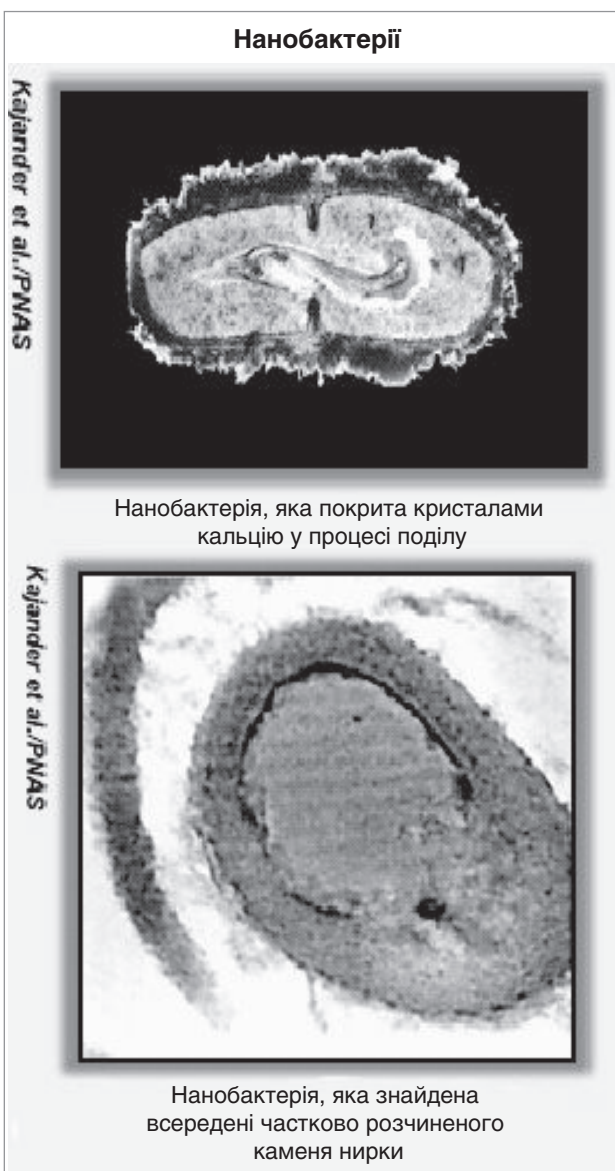 Нанобактерії
Kajander et al./PNAS
Нанобактерія, яка покрита кристалами
кальцію у процесі поділу
Kajander et al./PNAS
Нанобактерія, яка знайдена
всередені частково розчиненого
каменя нирки